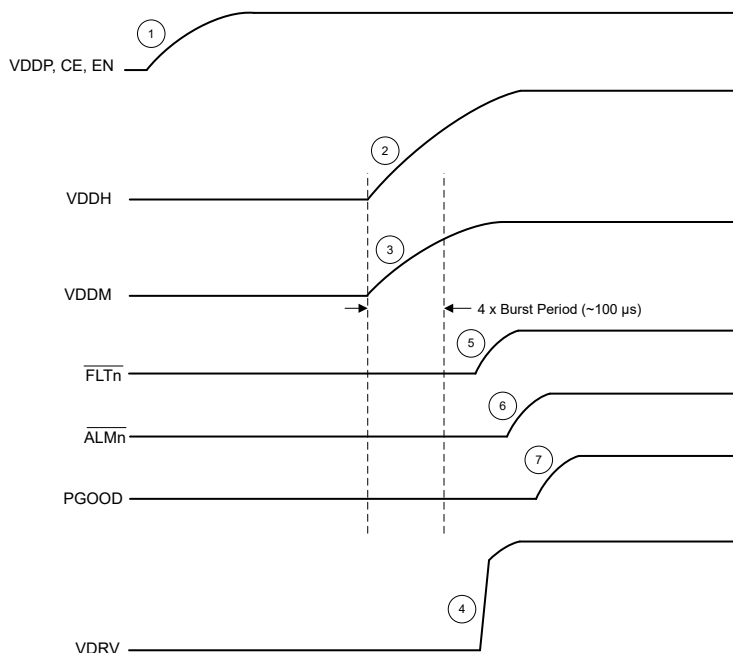 1
VDDP, CE, EN
2
VDDH
3
VDDM
4 x Burst Period (~100 µs)
5
FLTn
6
ALMn
7
PGOOD
4
VDRV